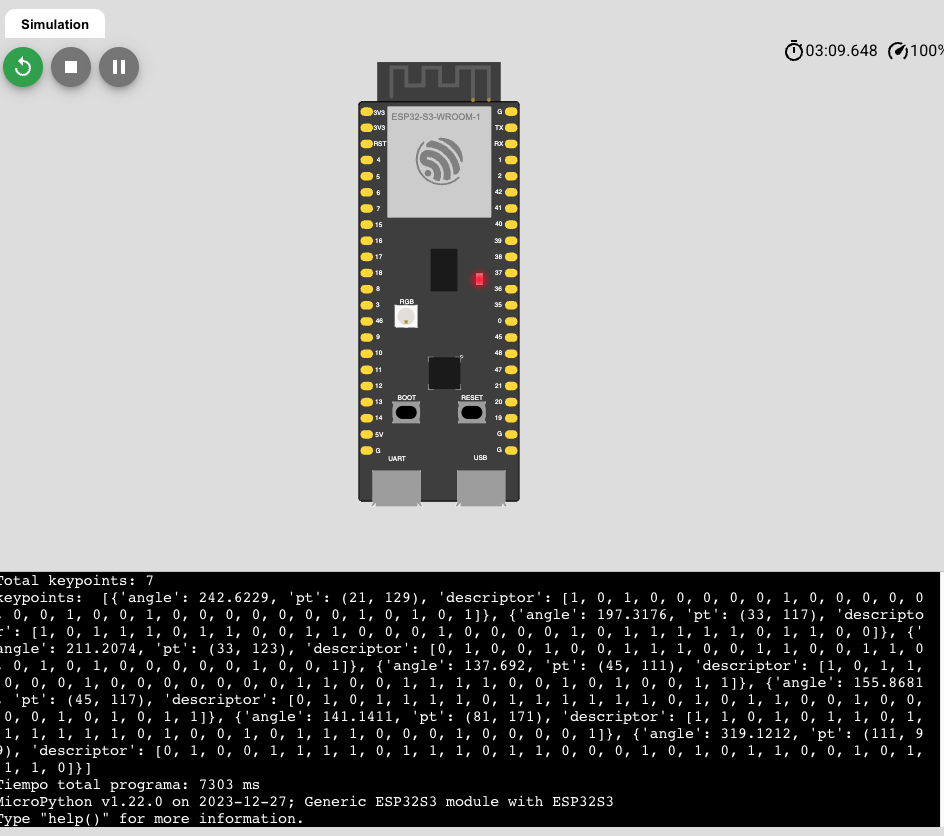 Simulation
03:09.648 100%
ESP32-S3-WROOM-1
3V3 G
3V3 TX
RST RX
4 1
5 2
6 42
7 41
15 40
16 39
17 38
18 37
8 36
3 35
RGB
46 0
9 45
10 48
11 47
12 21
BOOT RESET
13 20
14 19
5V G
G G
UART USB
Total keypoints: 7
keypoints:  [{'angle': 242.6229, 'pt': (21, 129), 'descriptor': [1, 0, 1, 0, 0, 0, 0, 0, 1, 0, 0, 0, 0, 0
, 0, 0, 1, 0, 0, 1, 0, 0, 0, 0, 0, 0, 0, 1, 0, 1, 0, 1]}, {'angle': 197.3176, 'pt': (33, 117), 'descripto
r': [1, 0, 1, 1, 1, 0, 1, 1, 0, 0, 1, 1, 0, 0, 0, 1, 0, 0, 0, 0, 1, 0, 1, 1, 1, 1, 1, 0, 1, 1, 0, 0]}, {'
angle': 211.2074, 'pt': (33, 123), 'descriptor': [0, 1, 0, 0, 1, 0, 0, 1, 1, 1, 0, 0, 1, 1, 0, 0, 1, 1, 0
, 0, 1, 0, 1, 0, 0, 0, 0, 0, 1, 0, 0, 1]}, {'angle': 137.692, 'pt': (45, 111), 'descriptor': [1, 0, 1, 1,
0, 0, 0, 1, 0, 0, 0, 0, 0, 0, 0, 1, 1, 0, 0, 1, 1, 1, 1, 0, 0, 1, 0, 1, 0, 0, 1, 1]}, {'angle': 155.8681
, 'pt': (45, 117), 'descriptor': [0, 1, 0, 1, 0, 1, 1, 0, 1, 1, 1, 1, 1, 1, 0, 1, 0, 1, 1, 0, 0, 1, 0, 0,
0, 0, 1, 0, 1, 0, 1, 1]}, {'angle': 141.1411, 'pt': (81, 171), 'descriptor': [1, 1, 0, 1, 0, 1, 1, 0, 1,
1, 1, 1, 1, 0, 1, 0, 0, 1, 0, 1, 1, 0, 0, 1, 0, 0, 0, 0, 1]}, {'angle': 319.1212, 'pt': (111, 9
9), 'descriptor': [0, 1, 0, 0, 1, 1, 1, 1, 0, 1, 1, 1, 0, 0, 1, 1, 0, 0, 0, 1, 0, 1, 0, 1, 1, 0, 0, 1, 0, 1,
1, 1, 0]}]
Tiempo total programa: 7303 ms
MicroPython v1.22.0 on 2023-12-27; Generic ESP32S3 module with ESP32S3
Type "help()" for more information.